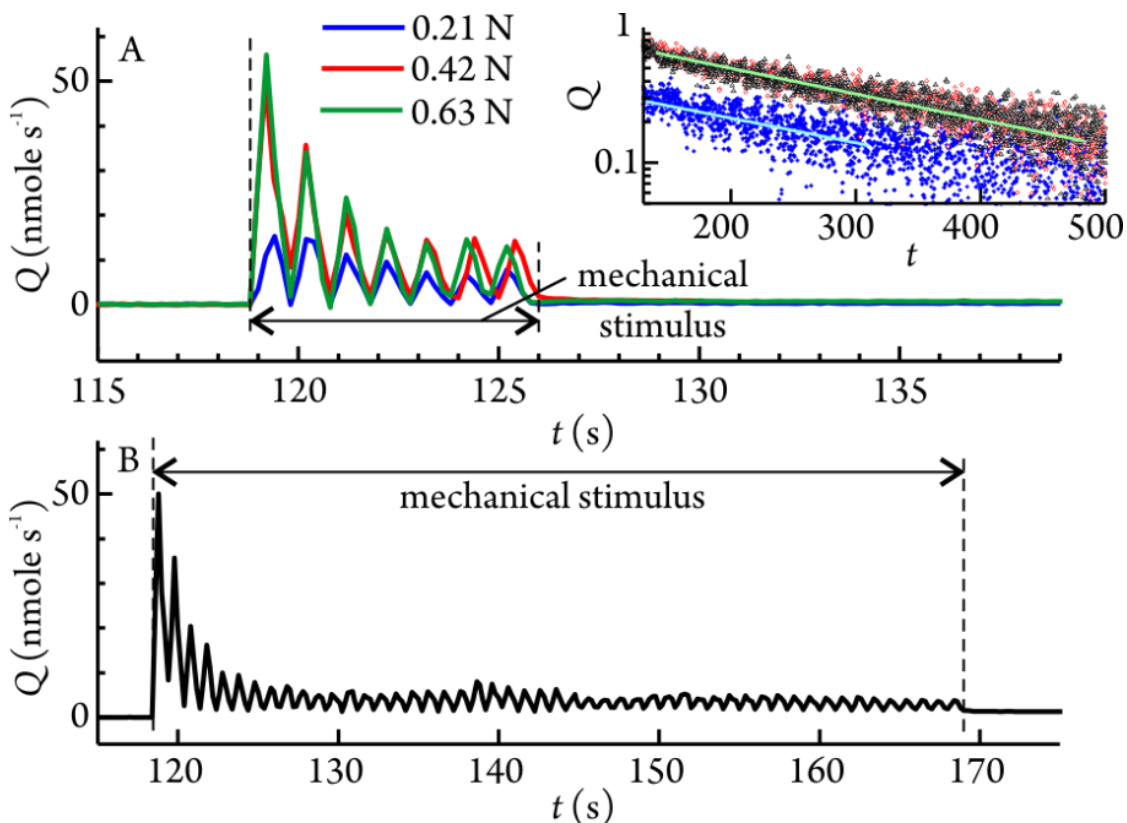 A
0.21 N
0.42 N
0.63 N
Q (nmole s⁻¹)
50
0
mechanical
stimulus
115 120 125 130 135
t (s)
Q
1
0.1
200 300 400 500
t
B
mechanical stimulus
Q (nmole s⁻¹)
50
0
120 130 140 150 160 170
t (s)